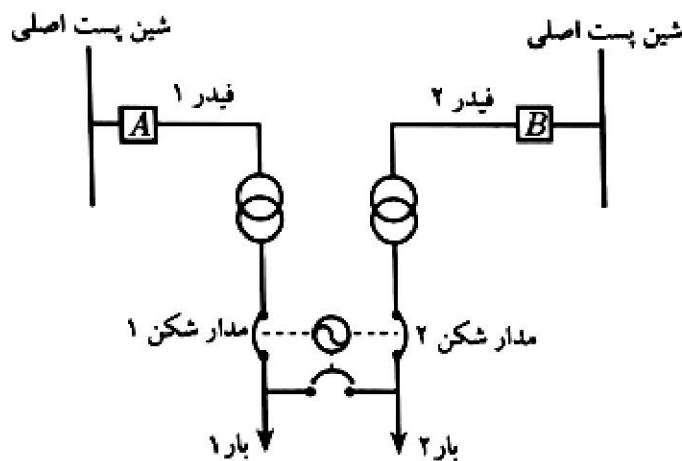 شین پست اصلی
شین پست اصلی
فیدر ۱
فیدر ۲
A
B
مدار شکن ۱
مدار شکن ۲
بار۱
بار۲